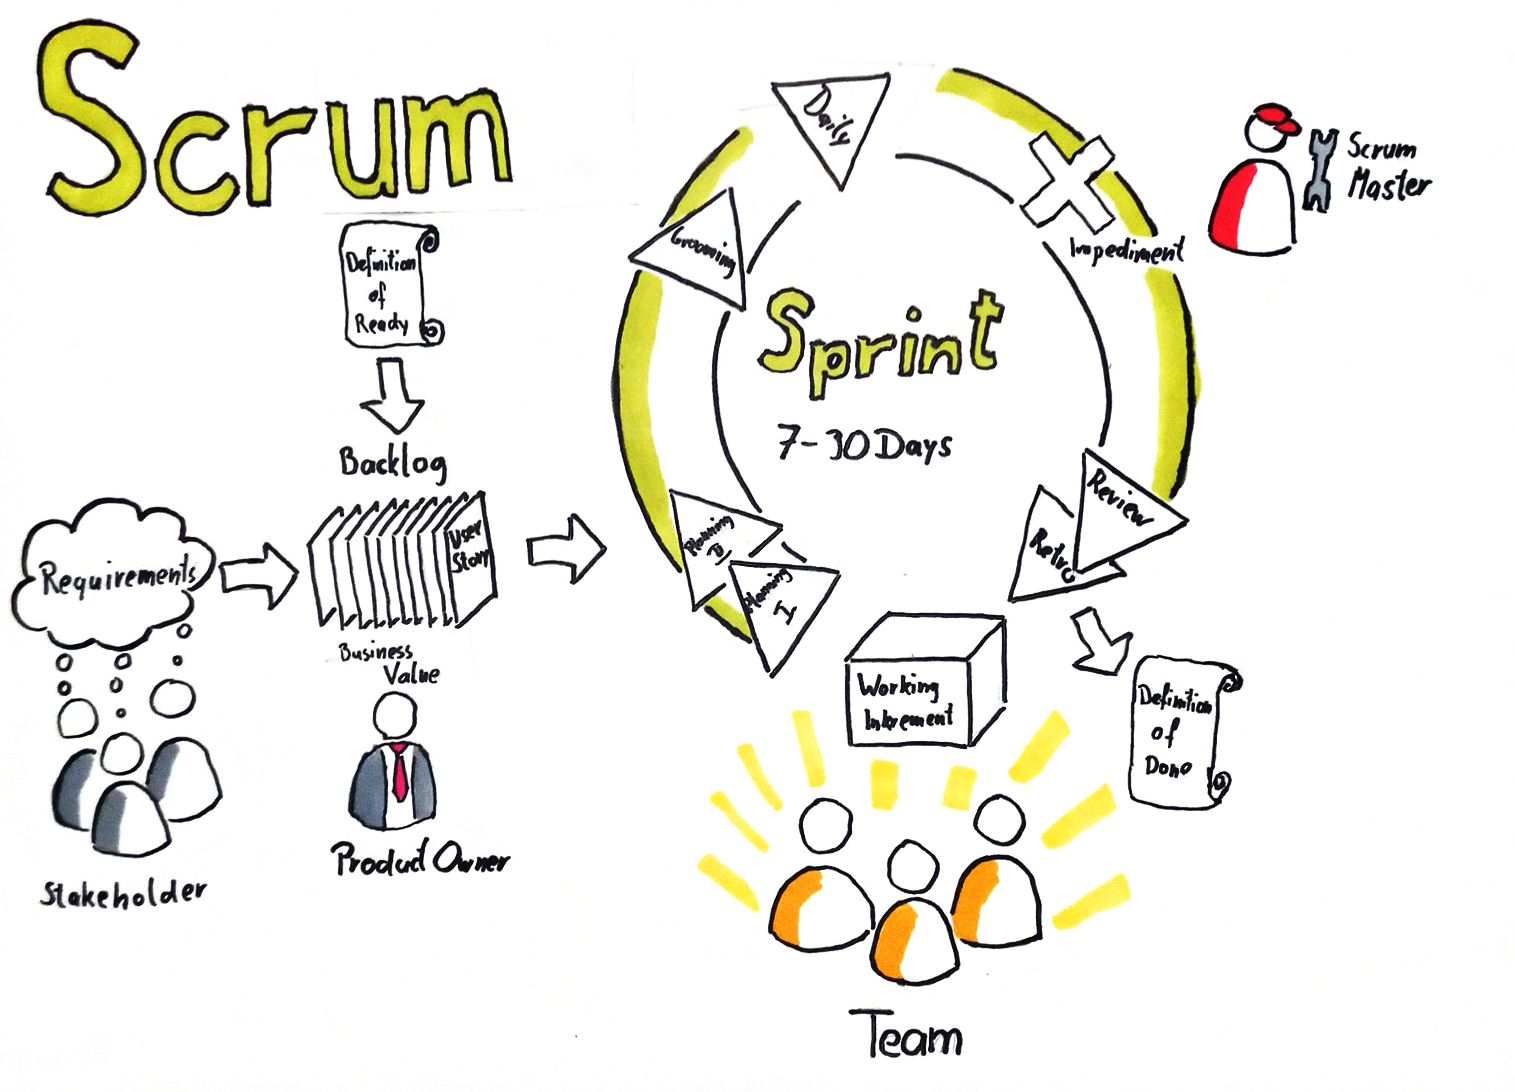 Scrum
Definition
of
Ready
Backlog
Requirements
User
Story
Business
Value
Stakeholder
Product Owner
Daily
Grooming
Sprint
7-30 Days
Planning
II
Planning
I
Impediment
Scrum
Master
Review
Retro
Working
Inkrement
Definition
of
Done
Team